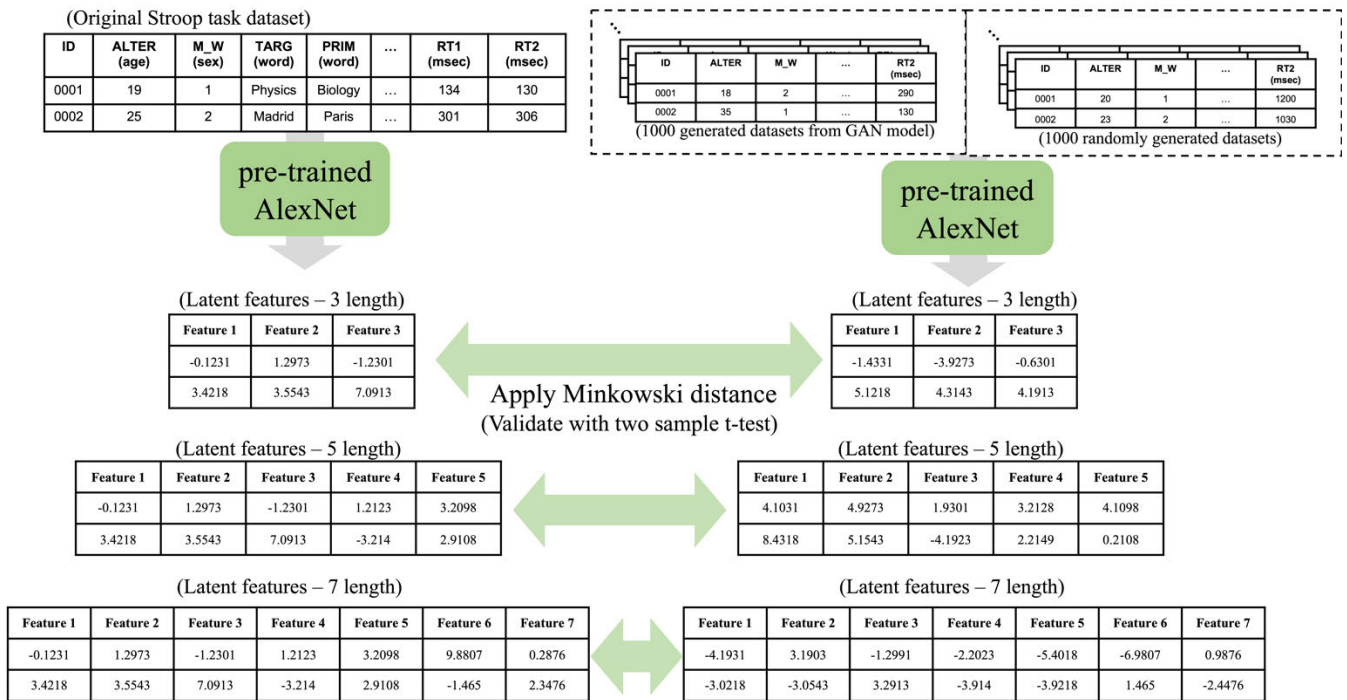 (Original Stroop task dataset)
ID ALTER (age) M_W (sex) TARG (word) PRIM (word) ... RT1 (msec) RT2 (msec)
0001 19 1 Physics Biology ... 134 130
0002 25 2 Madrid Paris ... 301 306
ID ALTER M_W ... RT2 (msec)
0001 18 2 ... 290
0002 35 1 ... 130
(1000 generated datasets from GAN model)
ID ALTER M_W ... RT2 (msec)
0001 20 1 ... 1200
0002 23 2 ... 1030
(1000 randomly generated datasets)
pre-trained
AlexNet
pre-trained
AlexNet
(Latent features – 3 length)
Feature 1 Feature 2 Feature 3
-0.1231 1.2973 -1.2301
3.4218 3.5543 7.0913
(Latent features – 3 length)
Feature 1 Feature 2 Feature 3
-1.4331 -3.9273 -0.6301
5.1218 4.3143 4.1913
Apply Minkowski distance
(Validate with two sample t-test)
(Latent features – 5 length)
Feature 1 Feature 2 Feature 3 Feature 4 Feature 5
-0.1231 1.2973 -1.2301 1.2123 3.2098
3.4218 3.5543 7.0913 -3.214 2.9108
(Latent features – 5 length)
Feature 1 Feature 2 Feature 3 Feature 4 Feature 5
4.1031 4.9273 1.9301 3.2128 4.1098
8.4318 5.1543 -4.1923 2.2149 0.2108
(Latent features – 7 length)
Feature 1 Feature 2 Feature 3 Feature 4 Feature 5 Feature 6 Feature 7
-0.1231 1.2973 -1.2301 1.2123 3.2098 9.8807 0.2876
3.4218 3.5543 7.0913 -3.214 2.9108 -1.465 2.3476
(Latent features – 7 length)
Feature 1 Feature 2 Feature 3 Feature 4 Feature 5 Feature 6 Feature 7
-4.1931 3.1903 -1.2991 -2.2023 -5.4018 -6.9807 0.9876
-3.0218 -3.0543 3.2913 -3.914 -3.9218 1.465 -2.4476